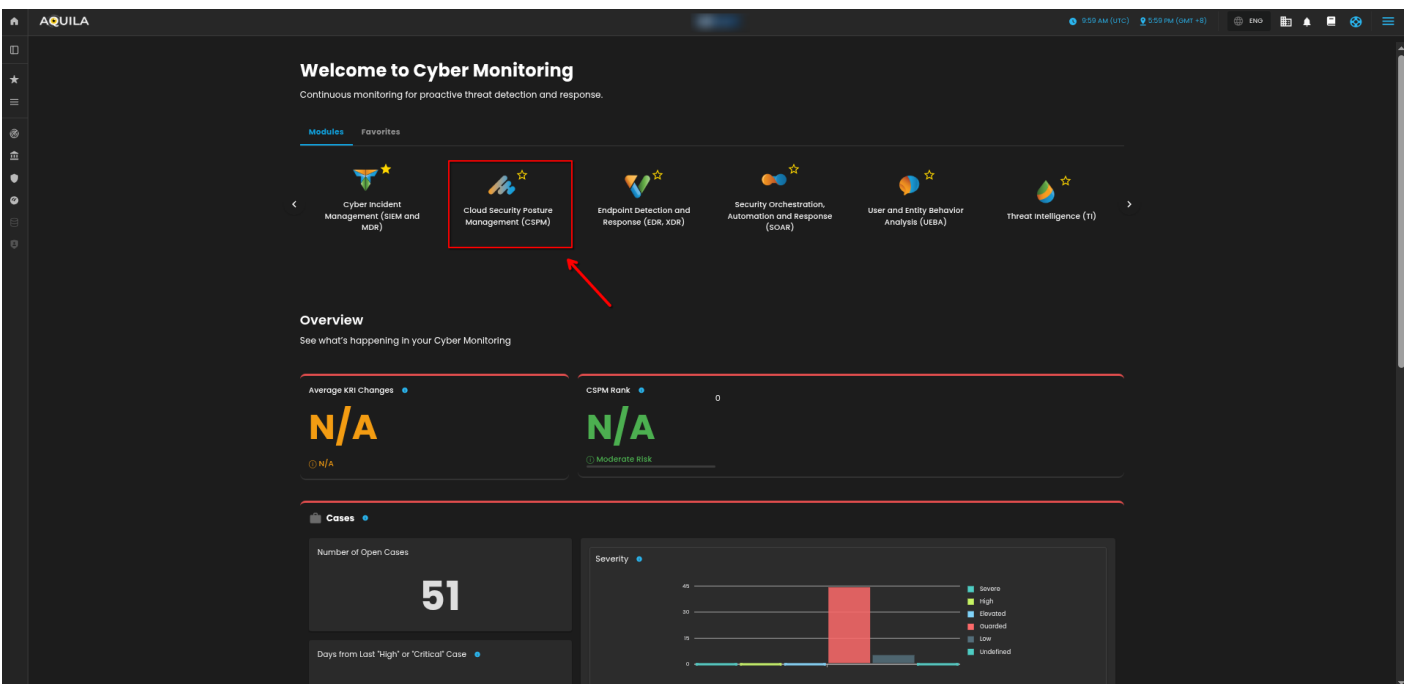 AQUILA
9:59 AM (UTC)
5:59 PM (GMT +8)
ENG
Welcome to Cyber Monitoring
Continuous monitoring for proactive threat detection and response.
Modules
Favorites
Cyber Incident
Management (SIEM and
MDR)
Cloud Security Posture
Management (CSPM)
Endpoint Detection and
Response (EDR, XDR)
Security Orchestration,
Automation and Response
(SOAR)
User and Entity Behavior
Analysis (UEBA)
Threat Intelligence (TI)
Overview
See what's happening in your Cyber Monitoring
Average KRI Changes
N/A
N/A
CSPM Rank
0
N/A
Moderate Risk
Cases
Number of Open Cases
51
Days from Last "High" or "Critical" Case
Severity
45
30
15
0
Severe
High
Elevated
Guarded
Low
Undefined